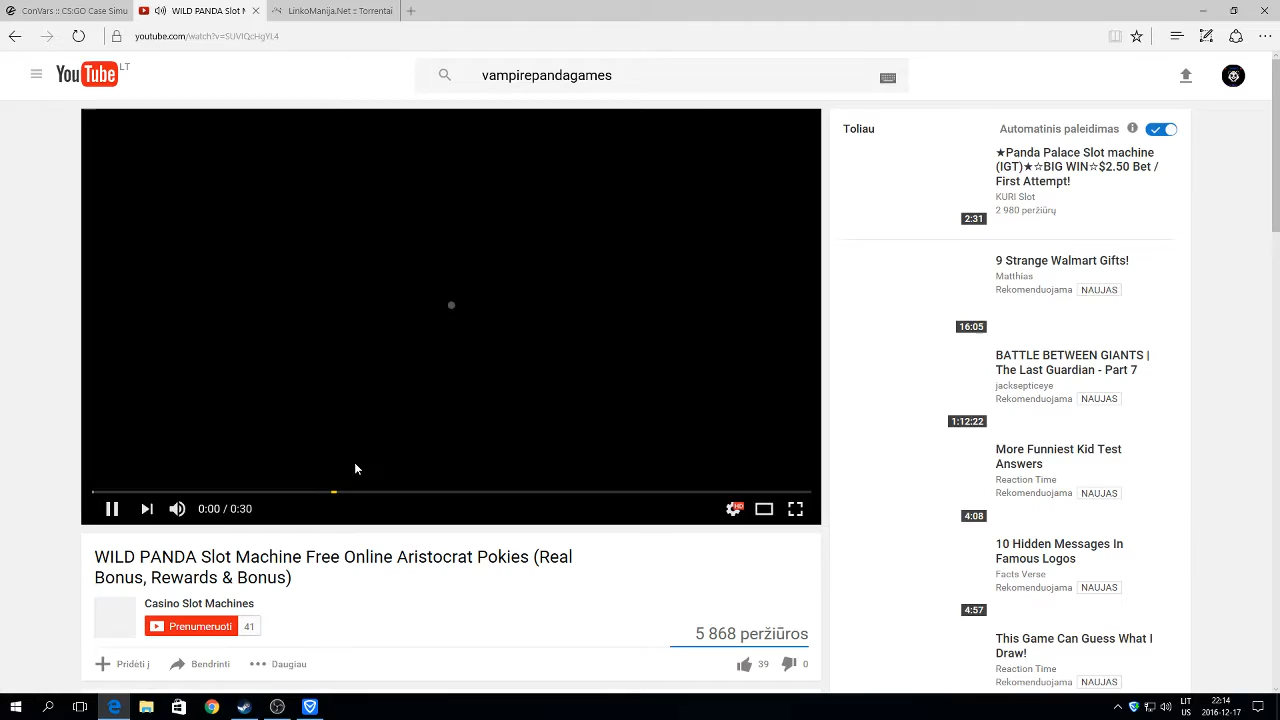 ConVars :: CS:GO Case Simu
WILD PANDA Slot M
LinkoManija.Net :: Torrentai
youtube.com/watch?v=SUVIQcHgYL4
YouTube LT
vampirepandagames
Toliau
Automatinis paleidimas
★Panda Palace Slot machine
(IGT)★☆BIG WIN☆$2.50 Bet /
First Attempt!
KURI Slot
2 980 peržiūrų
2:31
9 Strange Walmart Gifts!
Matthias
Rekomenduojama NAUJAS
16:05
BATTLE BETWEEN GIANTS |
The Last Guardian - Part 7
jacksepticeye
Rekomenduojama NAUJAS
1:12:22
More Funniest Kid Test
Answers
Reaction Time
Rekomenduojama NAUJAS
4:08
10 Hidden Messages In
Famous Logos
Facts Verse
Rekomenduojama NAUJAS
4:57
This Game Can Guess What I
Draw!
Reaction Time
Rekomenduojama NAUJAS
0:00 / 0:30
HD
WILD PANDA Slot Machine Free Online Aristocrat Pokies (Real
Bonus, Rewards & Bonus)
Casino Slot Machines
Prenumeruoti 41
5 868 peržiūros
Pridėti į
Bendrinti
Daugiau
39
0
LIT
US
22:14
2016-12-17